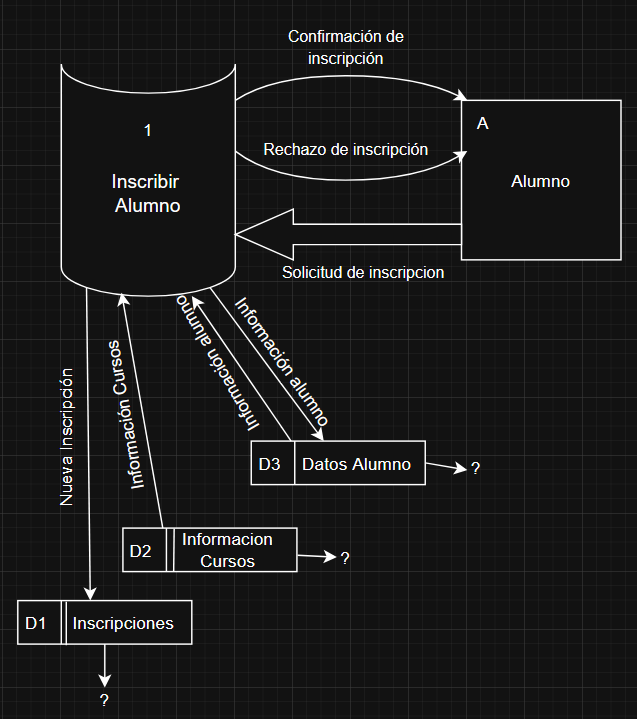 Confirmación de
inscripción
1
Inscribir
Alumno
A
Alumno
Rechazo de inscripción
Solicitud de inscripcion
Información alumno
Información alumno
Información Cursos
Nueva Inscripción
D3
Datos Alumno
?
D2
Informacion
Cursos
?
D1
Inscripciones
?